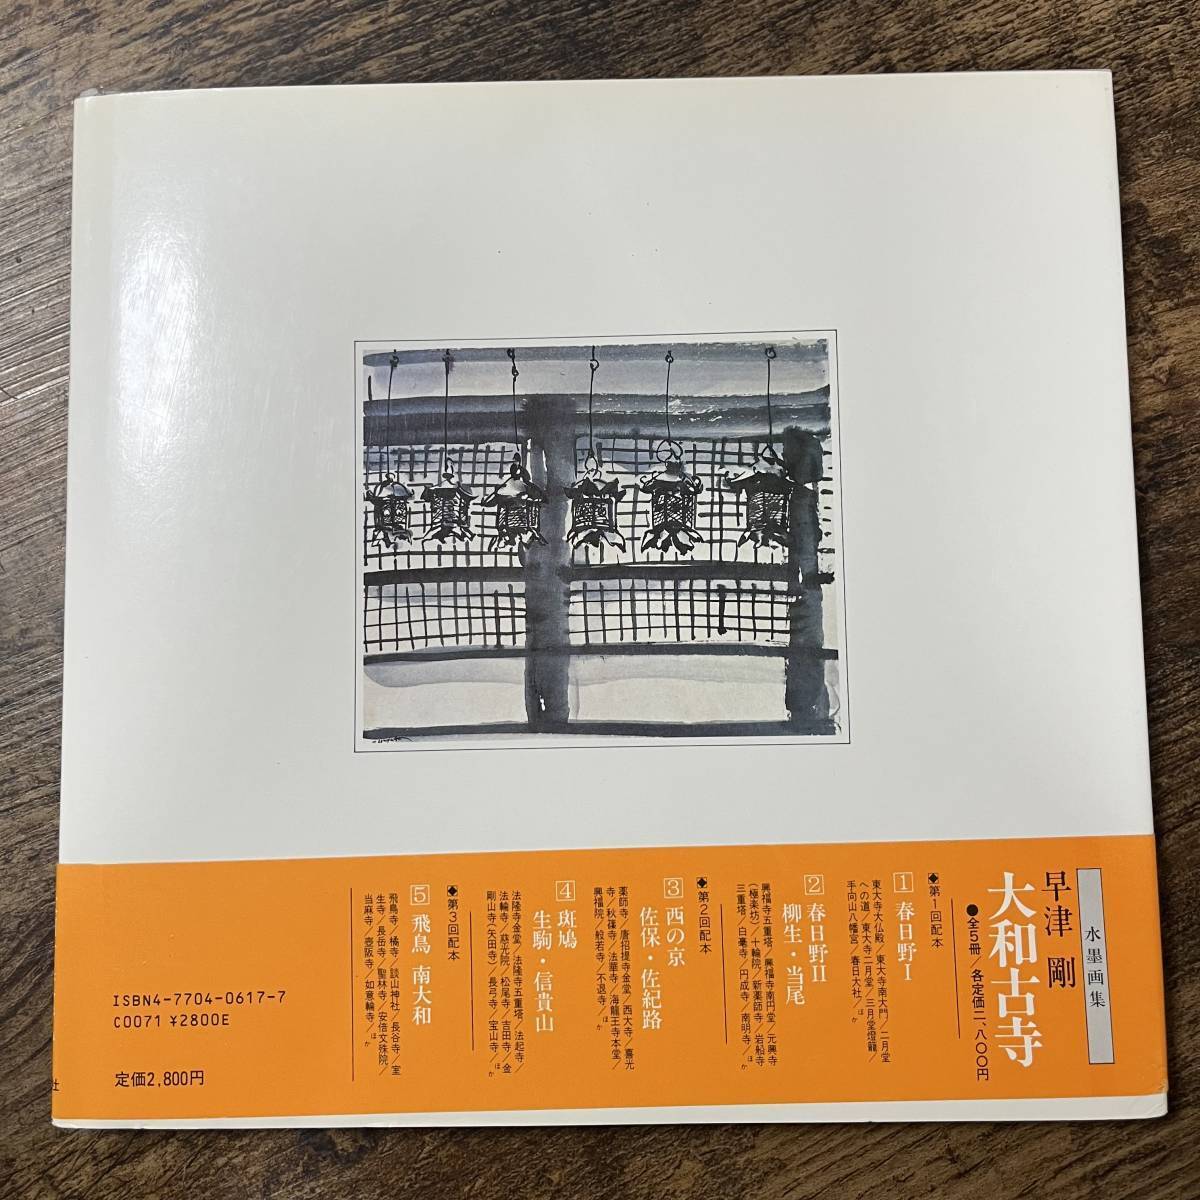 水墨画集
早津 剛
大和古寺
●全5冊/各定価二、八〇〇円
◆第1回配本
1 春日野I
東大寺大仏殿/東大寺南大門/二月堂
への道/東大寺二月堂/三月堂燈籠/
手向山八幡宮/春日大社/ほか
2 春日野II
柳生・当尾
興福寺五重塔/興福寺南円堂/元興寺
(極楽坊)/十輪院/新薬師寺/岩船寺
三重塔/白毫寺/円成寺/南明寺/ほか
◆第2回配本
3 西の京
佐保・佐紀路
薬師寺/唐招提寺金堂/西大寺/喜光
寺/秋篠寺/法華寺/海龍王寺本堂/
興福院/般若寺/不退寺/ほか
4 斑鳩
生駒・信貴山
法隆寺金堂/法隆寺五重塔/法起寺/
法輪寺/慈光院/松尾寺/吉田寺/金
剛山寺(矢田寺)/長弓寺/宝山寺/ほか
◆第3回配本
5 飛鳥 南大和
飛鳥寺/橘寺/談山神社/長谷寺/室
生寺/長岳寺/聖林寺/安倍文殊院/
当麻寺/壺阪寺/如意輪寺/ほか
ISBN4-7704-0617-7
C0071 ¥2800E
定価2,800円
社